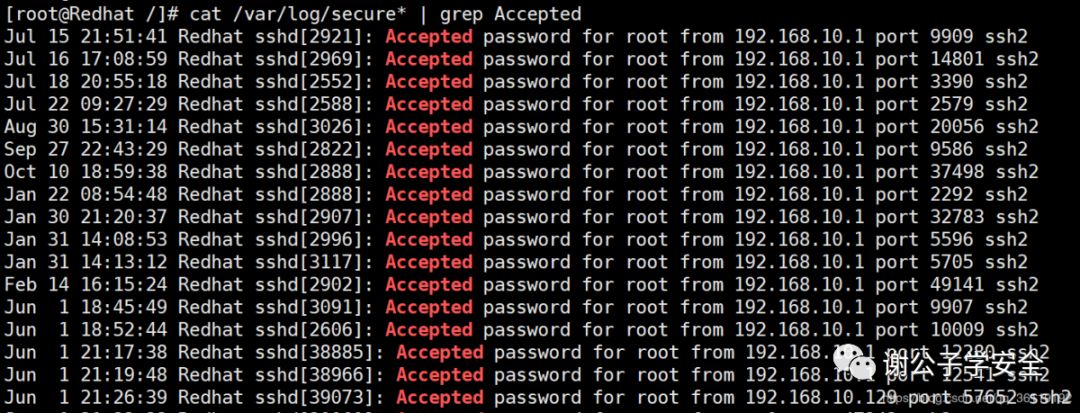 [root@Redhat /]# cat /var/log/secure* | grep Accepted
Jul 15 21:51:41 Redhat sshd[2921]: Accepted password for root from 192.168.10.1 port 9909 ssh2
Jul 16 17:08:59 Redhat sshd[2969]: Accepted password for root from 192.168.10.1 port 14801 ssh2
Jul 18 20:55:18 Redhat sshd[2552]: Accepted password for root from 192.168.10.1 port 3390 ssh2
Jul 22 09:27:29 Redhat sshd[2588]: Accepted password for root from 192.168.10.1 port 2579 ssh2
Aug 30 15:31:14 Redhat sshd[3026]: Accepted password for root from 192.168.10.1 port 20056 ssh2
Sep 27 22:43:29 Redhat sshd[2822]: Accepted password for root from 192.168.10.1 port 9586 ssh2
Oct 10 18:59:38 Redhat sshd[2888]: Accepted password for root from 192.168.10.1 port 37498 ssh2
Jan 22 08:54:48 Redhat sshd[2888]: Accepted password for root from 192.168.10.1 port 2292 ssh2
Jan 30 21:20:37 Redhat sshd[2907]: Accepted password for root from 192.168.10.1 port 32783 ssh2
Jan 31 14:08:53 Redhat sshd[2996]: Accepted password for root from 192.168.10.1 port 5596 ssh2
Jan 31 14:13:12 Redhat sshd[3117]: Accepted password for root from 192.168.10.1 port 5705 ssh2
Feb 14 16:15:24 Redhat sshd[2902]: Accepted password for root from 192.168.10.1 port 49141 ssh2
Jun  1 18:45:49 Redhat sshd[3091]: Accepted password for root from 192.168.10.1 port 9907 ssh2
Jun  1 18:52:44 Redhat sshd[2606]: Accepted password for root from 192.168.10.1 port 10009 ssh2
Jun  1 21:17:38 Redhat sshd[38885]: Accepted password for root from port 12280 ssh2
Jun  1 21:19:48 Redhat sshd[38966]: Accepted password for root from 192.168.10.1 port 12541 ssh2
谢公子学安全
Jun  1 21:26:39 Redhat sshd[39073]: Accepted password for root from 192.168.10.129 port 57652 ssh2